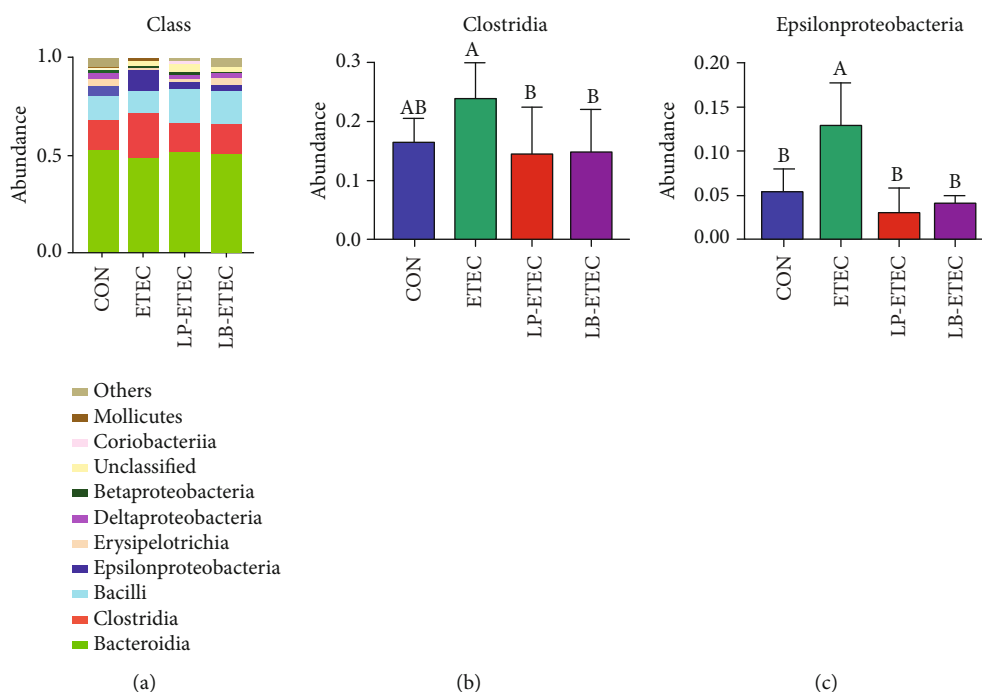 Class
Abundance
1.0
0.5
0.0
CON
ETEC
LP-ETEC
LB-ETEC
Others
Mollicutes
Coriobacteriia
Unclassified
Betaproteobacteria
Deltaproteobacteria
Erysipelotrichia
Epsilonproteobacteria
Bacilli
Clostridia
Bacteroidia
(a)
Clostridia
Abundance
0.3
0.2
0.1
0.0
AB
A
B
B
CON
ETEC
LP-ETEC
LB-ETEC
(b)
Epsilonproteobacteria
Abundance
0.20
0.15
0.10
0.05
0.00
B
A
B
B
CON
ETEC
LP-ETEC
LB-ETEC
(c)